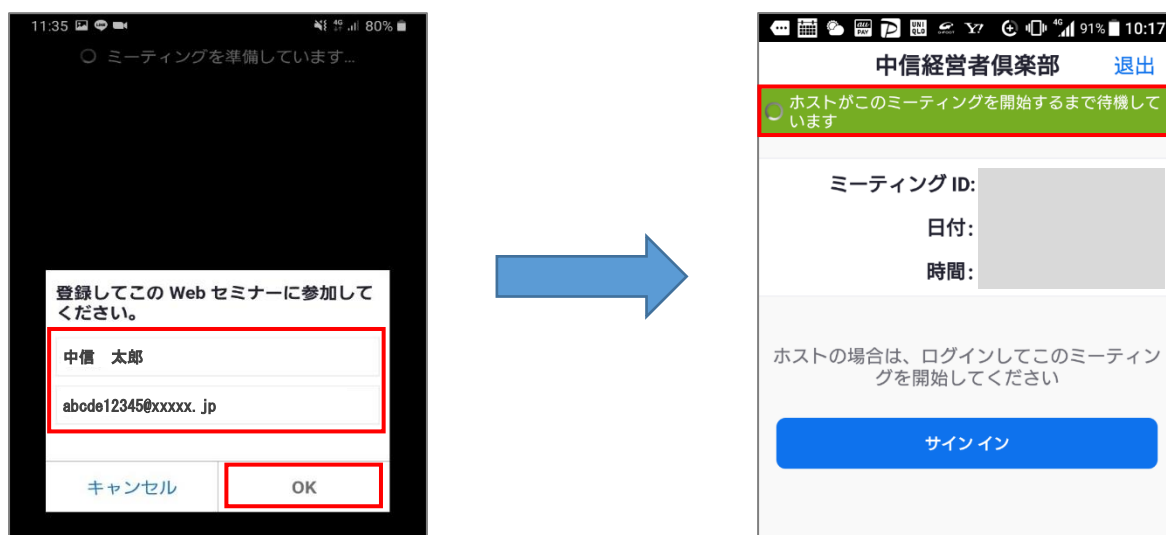 11:35
4G
80%
ミーティングを準備しています...
登録してこの Web セミナーに参加して
ください。
中信　太郎
abcde12345@xxxxx. jp
キャンセル
OK
au
PAY
UNI
QLO
Y!
4G
91%
10:17
中信経営者倶楽部
退出
ホストがこのミーティングを開始するまで待機して
います
ミーティング ID:
日付:
時間:
ホストの場合は、ログインしてこのミーティン
グを開始してください
サイン イン